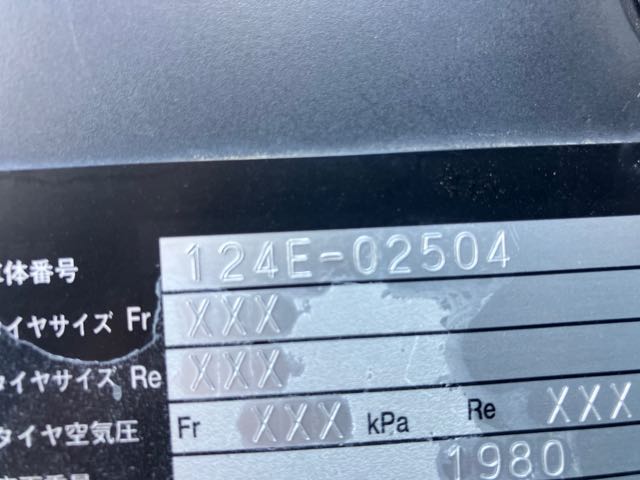 体番号 124E-02504
イヤサイズ Fr XXX
タイヤサイズ Re XXX
タイヤ空気圧 Fr XXX kPa Re XXX
1980